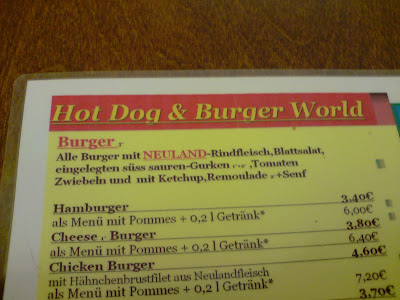 Hot Dog & Burger World
Burger
Alle Burger mit NEULAND-Rindfleisch,Blattsalat,
eingelegten süss sauren-Gurken ,Tomaten
Zwiebeln und mit Ketchup,Remoulade +Senf
Hamburger 3,40€
als Menü mit Pommes + 0,2 l Getränk* 6,00€
Cheese Burger 3,80€
als Menü mit Pommes + 0,2 l Getränk* 6,40€
Chicken Burger 4,60€
mit Hähnchenbrustfilet aus Neulandfleisch
als Menü mit Pommes + 0,2 l Getränk* 7,20€
3,70€